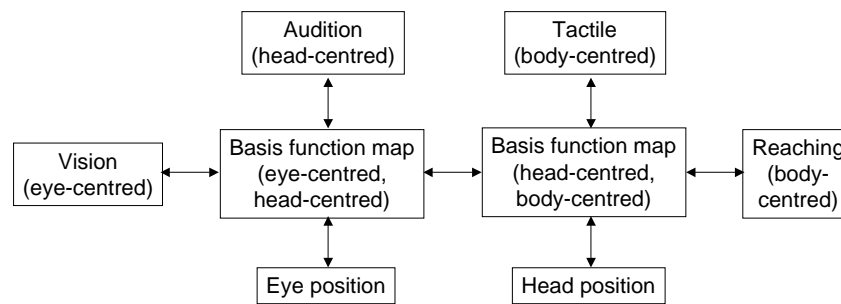 Audition
(head-centred)
Tactile
(body-centred)
Vision
(eye-centred)
Basis function map
(eye-centred,
head-centred)
Basis function map
(head-centred,
body-centred)
Reaching
(body-
centred)
Eye position
Head position